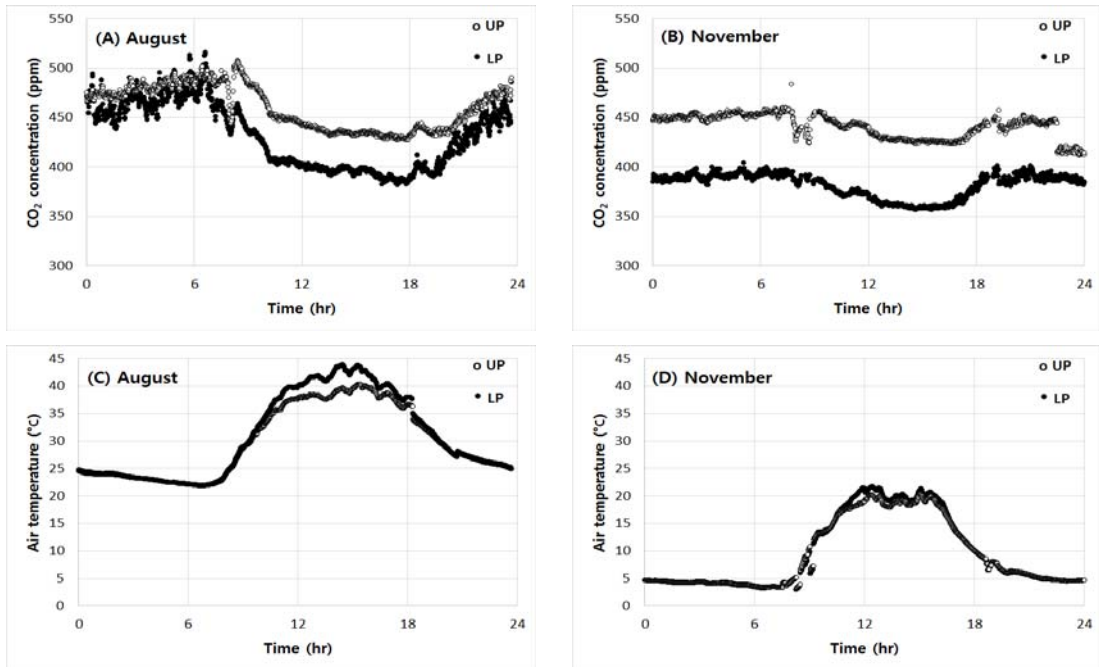 (A) August
UP
LP
CO₂ concentration (ppm)
550
500
450
400
350
300
0 6 12 18 24
Time (hr)
(B) November
UP
LP
CO₂ concentration (ppm)
550
500
450
400
350
300
0 6 12 18 24
Time (hr)
(C) August
UP
LP
Air temperature (℃)
45
40
35
30
25
20
15
10
5
0
0 6 12 18 24
Time (hr)
(D) November
UP
LP
Air temperature (℃)
45
40
35
30
25
20
15
10
5
0
0 6 12 18 24
Time (hr)